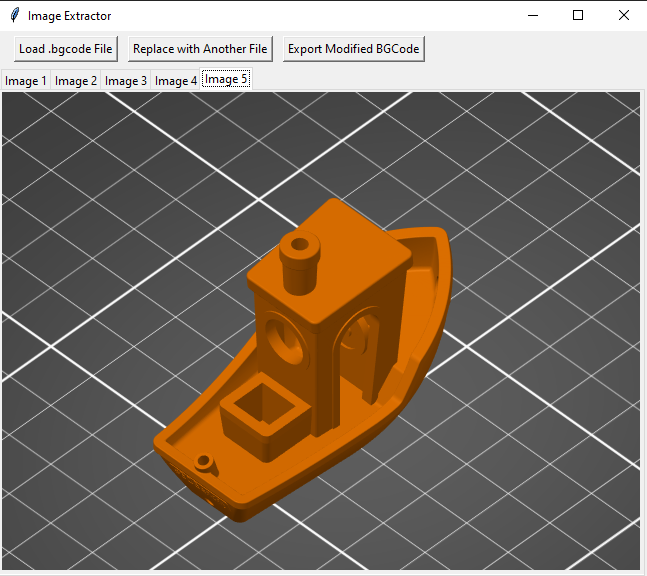 Image Extractor
Load .bgcode File Replace with Another File Export Modified BGCode
Image 1 Image 2 Image 3 Image 4 Image 5